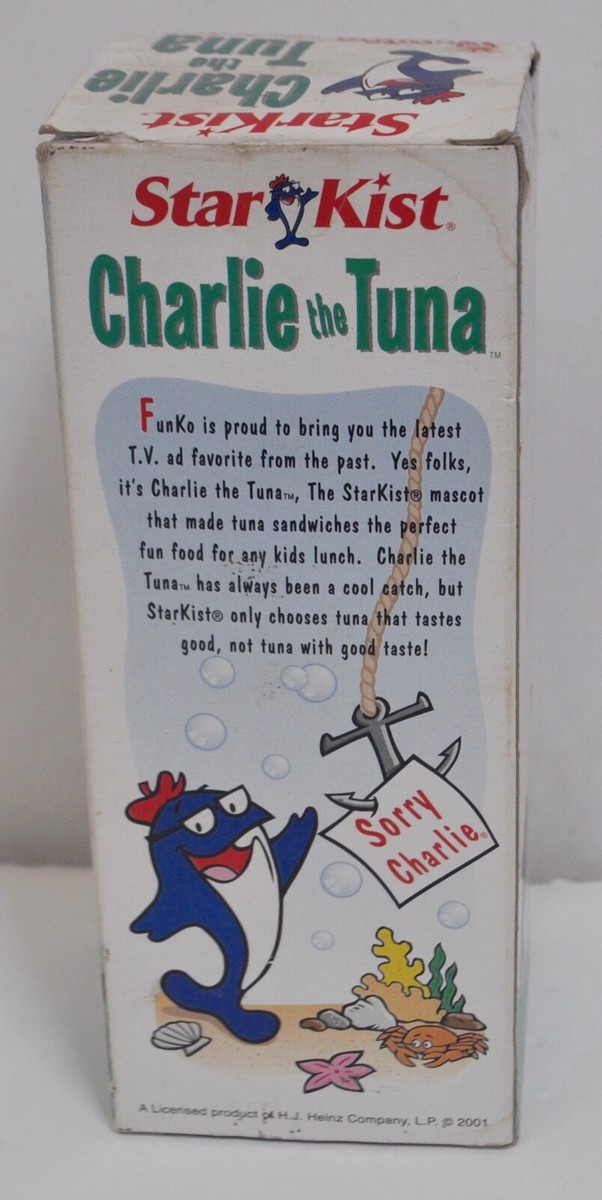 Charlie
the
Tuna
StarKist
StarKist®
Charlie the Tuna™
FunKo is proud to bring you the latest
T.V. ad favorite from the past. Yes folks,
it's Charlie the Tuna™, The StarKist® mascot
that made tuna sandwiches the perfect
fun food for any kids lunch. Charlie the
Tuna™ has always been a cool catch, but
StarKist® only chooses tuna that tastes
good, not tuna with good taste!
Sorry
Charlie®
A Licensed product of H.J. Heinz Company, L.P. © 2001